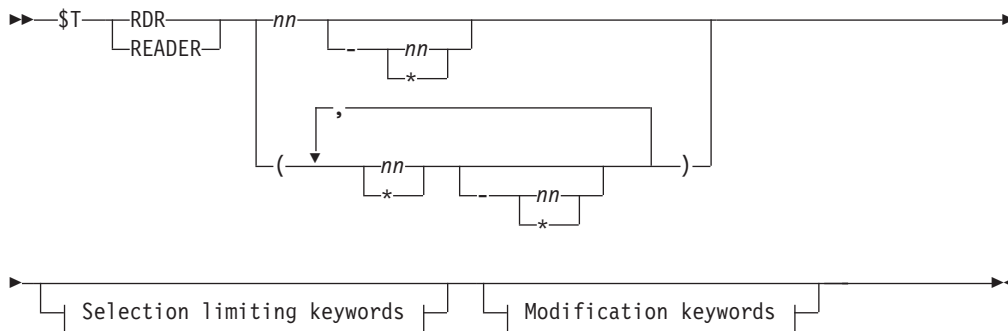 $T RDR nn
READER - nn
*
,
( nn )
* - nn
*
Selection limiting keywords Modification keywords